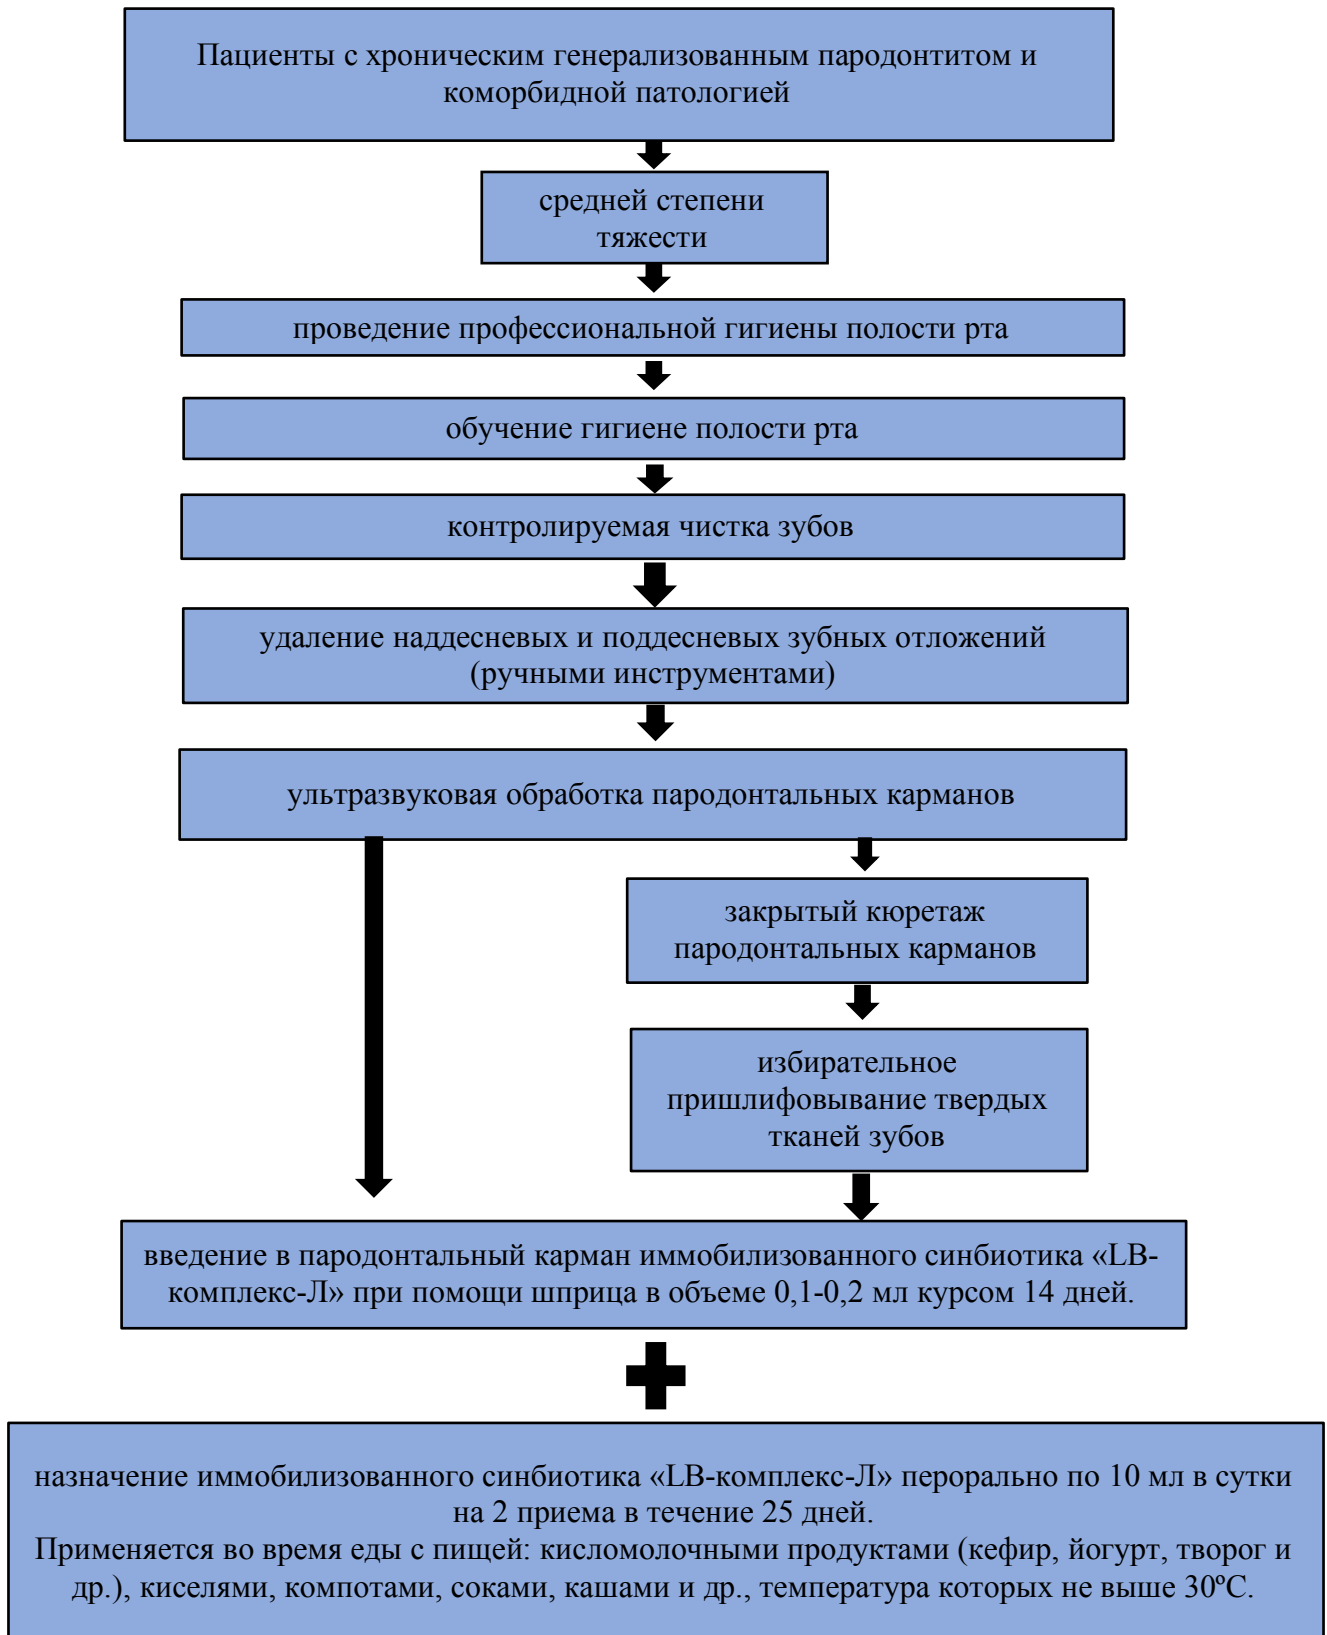 Пациенты с хроническим генерализованным пародонтитом и
коморбидной патологией
средней степени
тяжести
проведение профессиональной гигиены полости рта
обучение гигиене полости рта
контролируемая чистка зубов
удаление наддесневых и поддесневых зубных отложений
(ручными инструментами)
ультразвуковая обработка пародонтальных карманов
закрытый кюретаж
пародонтальных карманов
избирательное
пришлифовывание твердых
тканей зубов
введение в пародонтальный карман иммобилизованного синбиотика «LB-
комплекс-Л» при помощи шприца в объеме 0,1-0,2 мл курсом 14 дней.
назначение иммобилизованного синбиотика «LB-комплекс-Л» перорально по 10 мл в сутки
на 2 приема в течение 25 дней.
Применяется во время еды с пищей: кисломолочными продуктами (кефир, йогурт, творог и
др.), киселями, компотами, соками, кашами и др., температура которых не выше 30ºС.